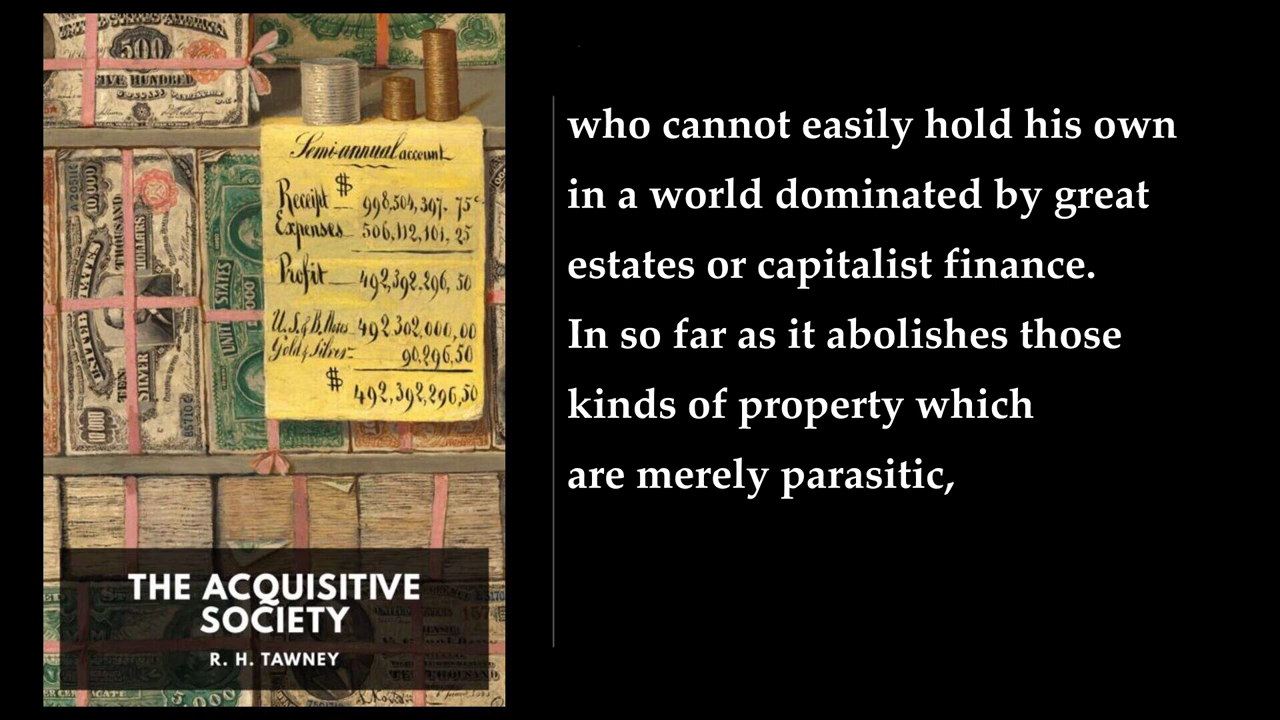 500
FIVE HUNDRED
Semi-annual account
$
Receipt 998,504,397. 75c
Expenses 506,112,101, 25
Profit 492,392,296, 50
U.S. & B. Notes 492 302,000,00
Gold & Silver 90,296,50
$
492,392,296,50
THE ACQUISITIVE
SOCIETY
R. H. TAWNEY
who cannot easily hold his own
in a world dominated by great
estates or capitalist finance.
In so far as it abolishes those
kinds of property which
are merely parasitic,